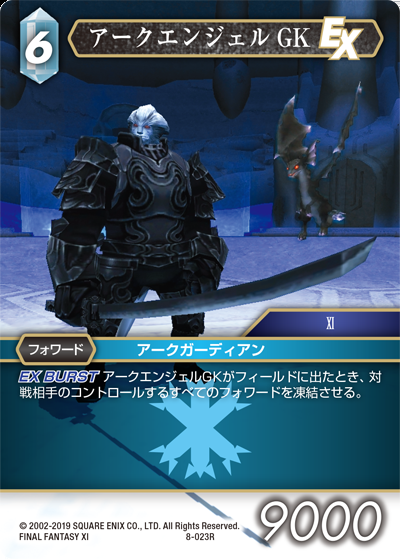 6
アークエンジェル GK
EX
XI
フォワード
アークガーディアン
EX BURST アークエンジェルGKがフィールドに出たとき、対
戦相手のコントロールするすべてのフォワードを凍結させる。
© 2002-2019 SQUARE ENIX CO., LTD. All Rights Reserved.
FINAL FANTASY XI
8-023R
9000